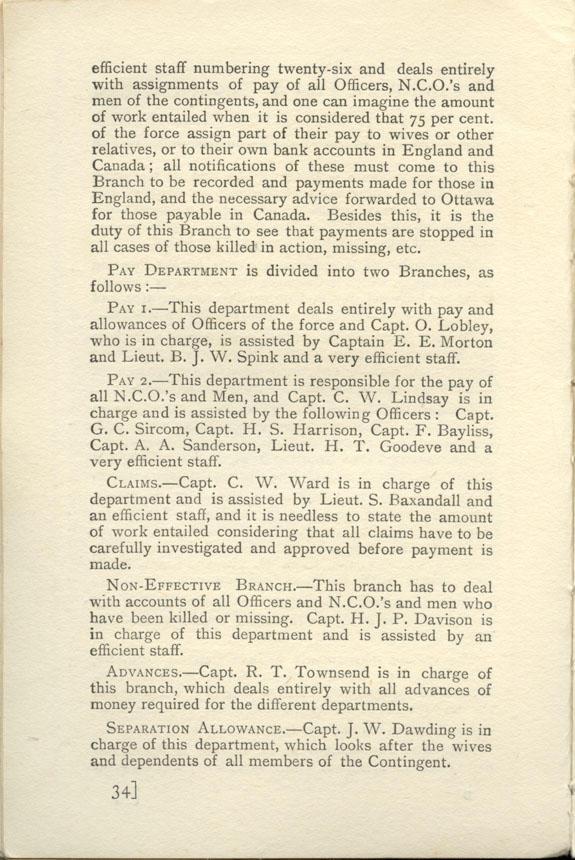 efficient staff numbering twenty-six and deals entirely
with assignments of pay of all Officers, N.C.O.'s and
men of the contingents, and one can imagine the amount
of work entailed when it is considered that 75 per cent.
of the force assign part of their pay to wives or other
relatives, or to their own bank accounts in England and
Canada; all notifications of these must come to this
Branch to be recorded and payments made for those in
England, and the necessary advice forwarded to Ottawa
for those payable in Canada. Besides this, it is the
duty of this Branch to see that payments are stopped in
all cases of those killed in action, missing, etc.
PAY DEPARTMENT is divided into two Branches, as
follows :—
PAY 1.—This department deals entirely with pay and
allowances of Officers of the force and Capt. O. Lobley,
who is in charge, is assisted by Captain E. E. Morton
and Lieut. B. J. W. Spink and a very efficient staff.
PAY 2.—This department is responsible for the pay of
all N.C.O.'s and Men, and Capt. C. W. Lindsay is in
charge and is assisted by the following Officers : Capt.
G. C. Sircom, Capt. H. S. Harrison, Capt. F. Bayliss,
Capt. A. A. Sanderson, Lieut. H. T. Goodeve and a
very efficient staff.
CLAIMS.—Capt. C. W. Ward is in charge of this
department and is assisted by Lieut. S. Baxandall and
an efficient staff, and it is needless to state the amount
of work entailed considering that all claims have to be
carefully investigated and approved before payment is
made.
NON-EFFECTIVE BRANCH.—This branch has to deal
with accounts of all Officers and N.C.O.'s and men who
have been killed or missing. Capt. H. J. P. Davison is
in charge of this department and is assisted by an
efficient staff.
ADVANCES.—Capt. R. T. Townsend is in charge of
this branch, which deals entirely with all advances of
money required for the different departments.
SEPARATION ALLOWANCE.—Capt. J. W. Dawding is in
charge of this department, which looks after the wives
and dependents of all members of the Contingent.
34]